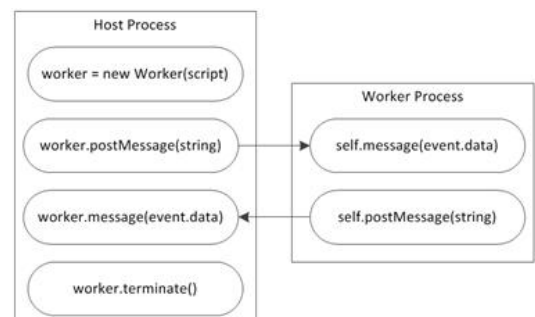 Host Process
worker = new Worker(script)
Worker Process
worker.postMessage(string)
self.message(event.data)
worker.message(event.data)
self.postMessage(string)
worker.terminate()